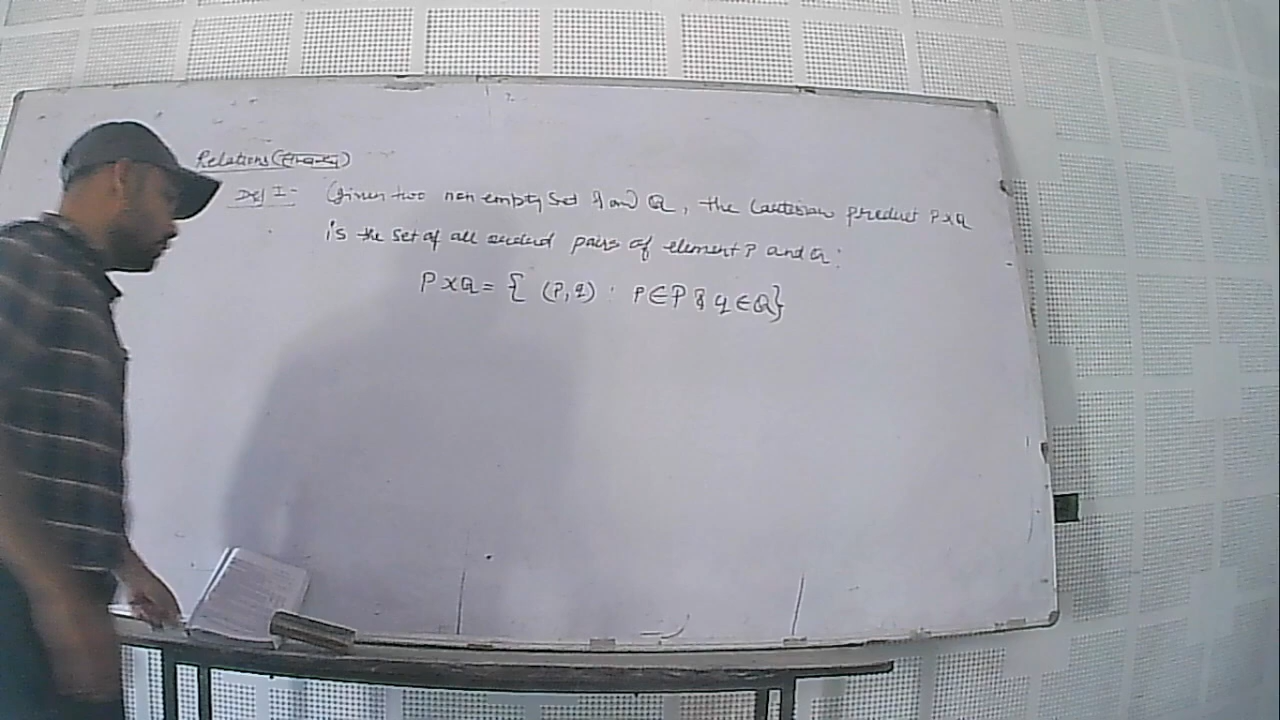 Relations
Def I - Given two non empty Set P and Q, the Cartesian product P×Q
is the set of all ordered pairs of element P and Q:
P×Q = { (P,q) : P∈P & q∈Q}